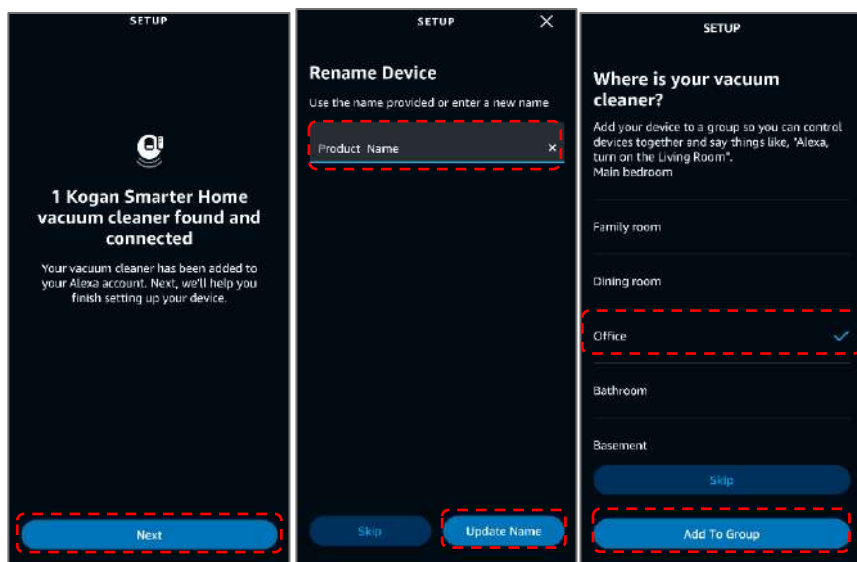 SETUP
1 Kogan Smarter Home
vacuum cleaner found and
connected
Your vacuum cleaner has been added to
your Alexa account. Next, we'll help you
finish setting up your device.
Next
SETUP
Rename Device
Use the name provided or enter a new name
Product Name
Skip
Update Name
SETUP
Where is your vacuum
cleaner?
Add your device to a group so you can control
devices together and say things like, "Alexa,
turn on the Living Room".
Main bedroom
Family room
Dining room
Office
Bathroom
Basement
Skip
Add To Group